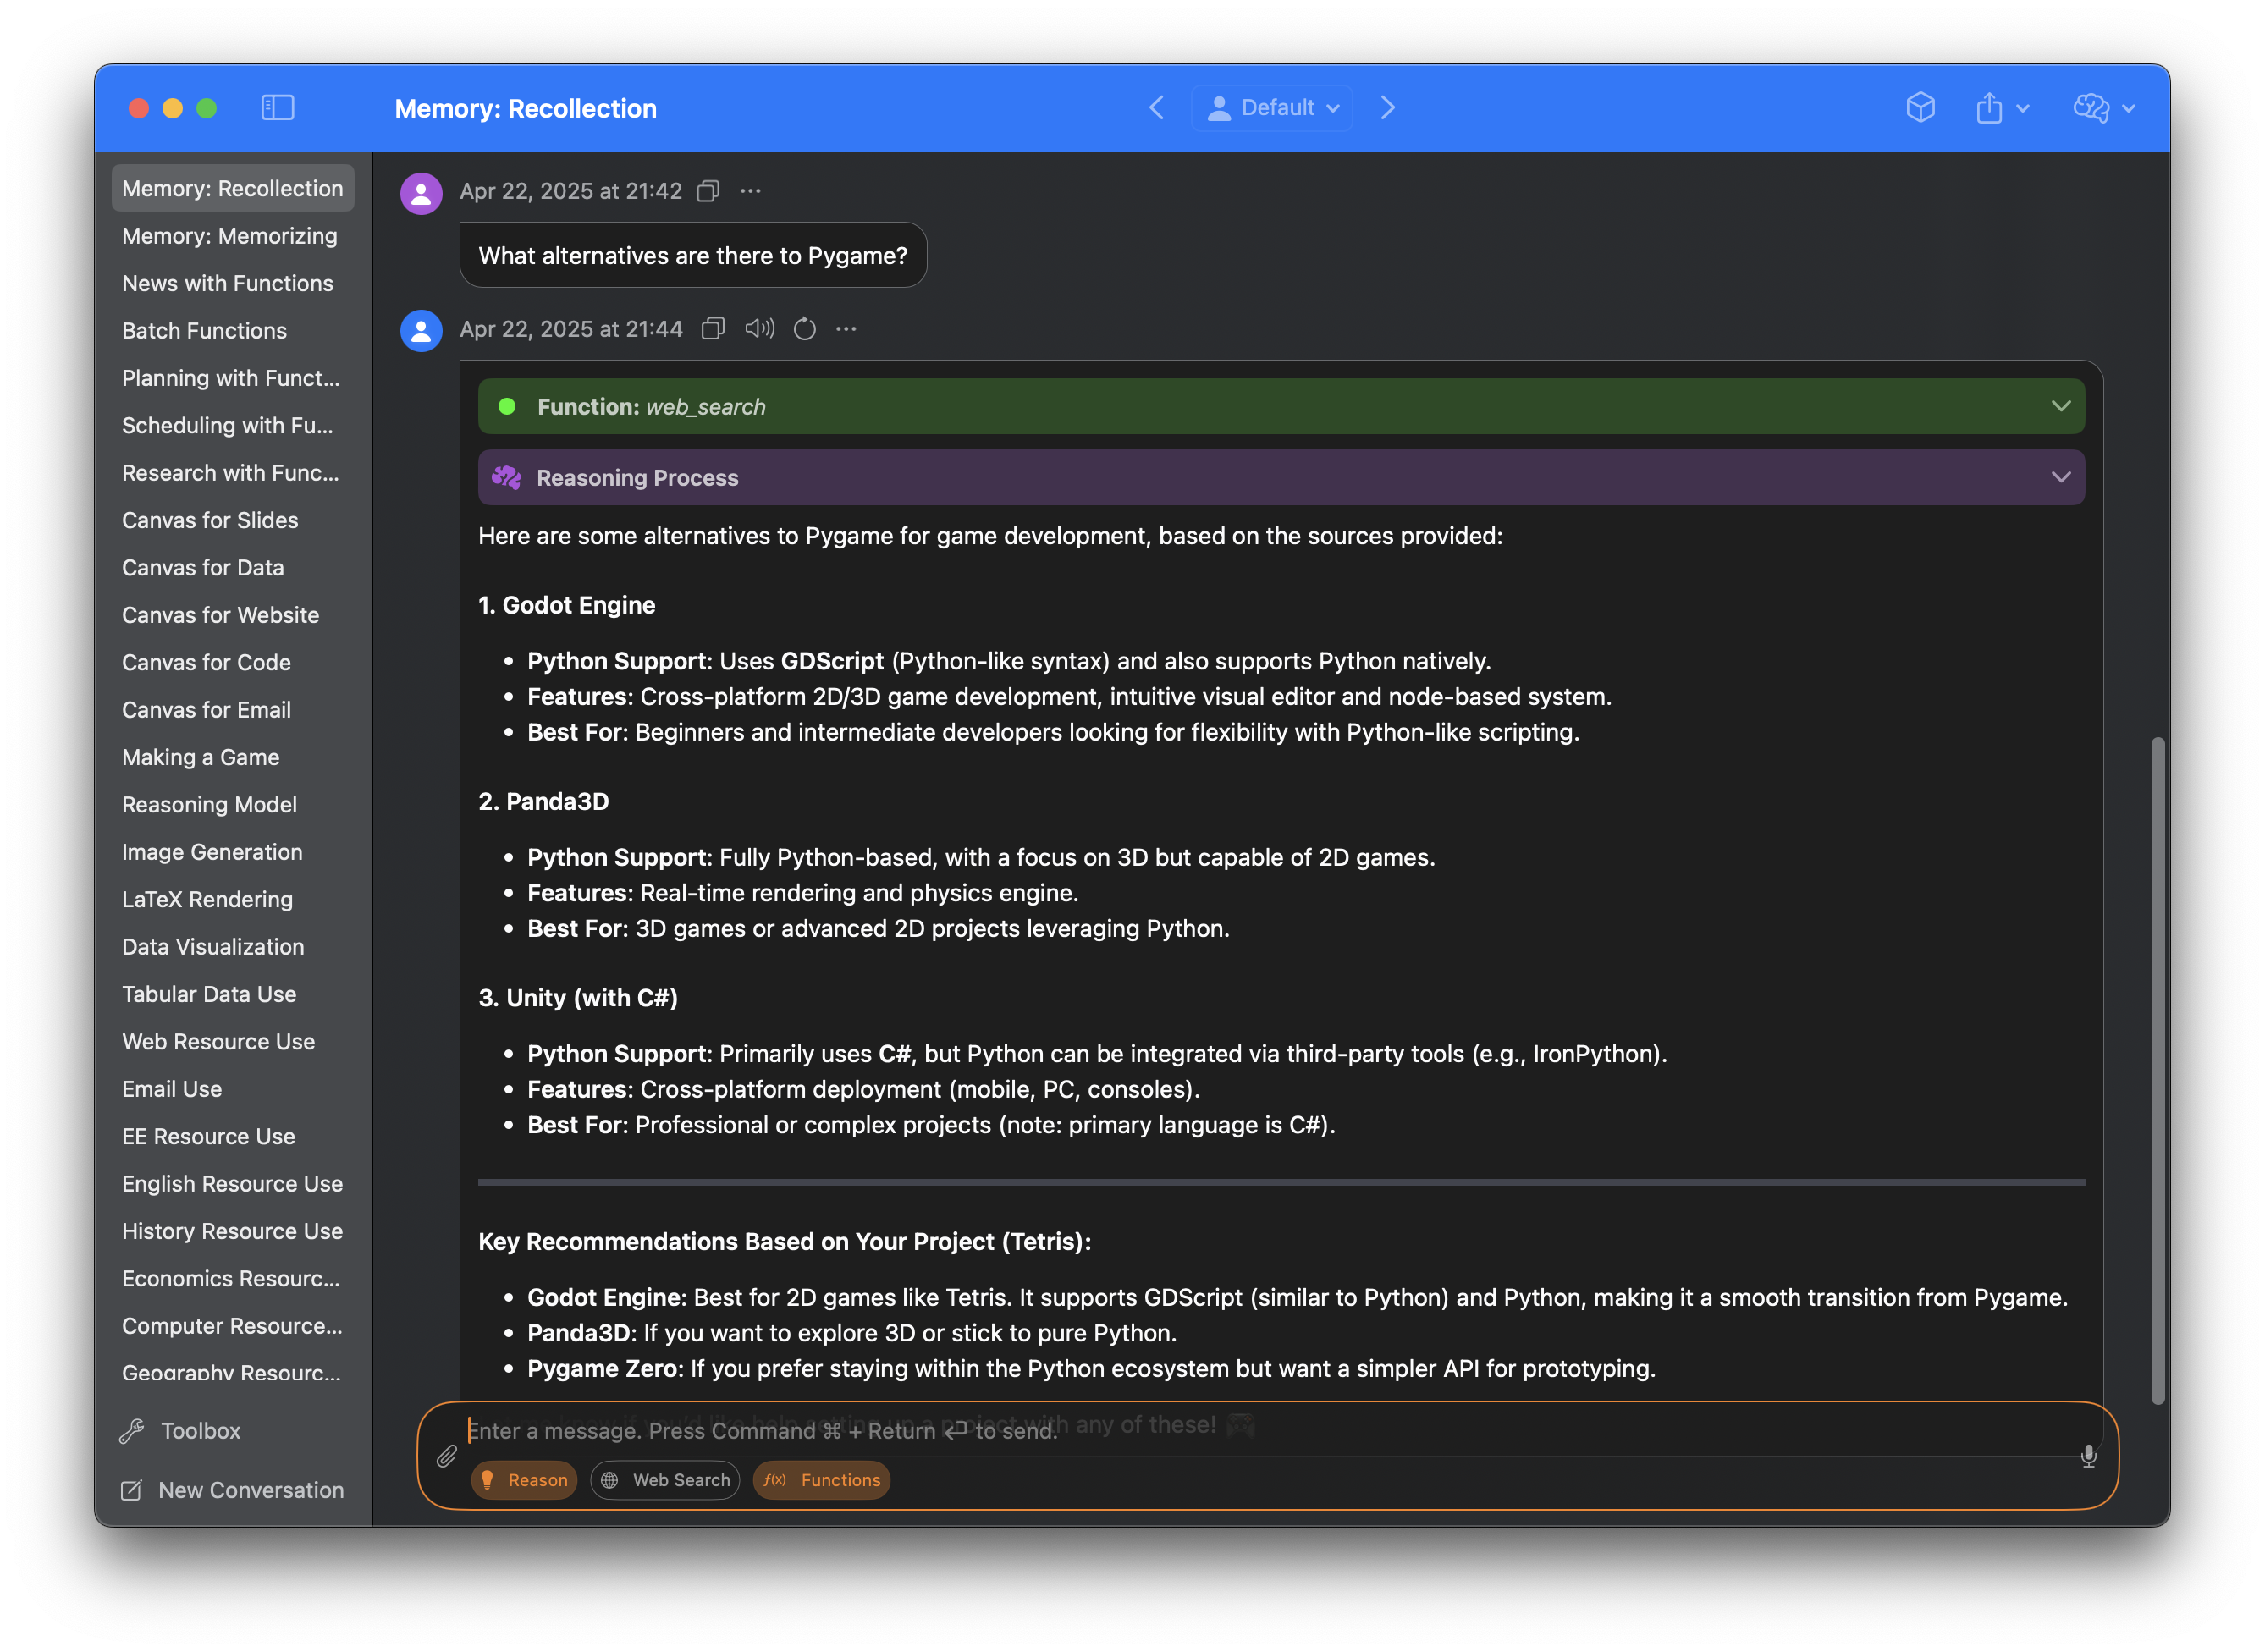 Memory: Recollection
Default
Memory: Recollection
Memory: Memorizing
News with Functions
Batch Functions
Planning with Funct...
Scheduling with Fu...
Research with Func...
Canvas for Slides
Canvas for Data
Canvas for Website
Canvas for Code
Canvas for Email
Making a Game
Reasoning Model
Image Generation
LaTeX Rendering
Data Visualization
Tabular Data Use
Web Resource Use
Email Use
EE Resource Use
English Resource Use
History Resource Use
Economics Resourc...
Computer Resource...
Geography Resourc...
Toolbox
New Conversation
Apr 22, 2025 at 21:42
What alternatives are there to Pygame?
Apr 22, 2025 at 21:44
Function: web_search
Reasoning Process
Here are some alternatives to Pygame for game development, based on the sources provided:
1. Godot Engine
• Python Support: Uses GDScript (Python-like syntax) and also supports Python natively.
• Features: Cross-platform 2D/3D game development, intuitive visual editor and node-based system.
• Best For: Beginners and intermediate developers looking for flexibility with Python-like scripting.
2. Panda3D
• Python Support: Fully Python-based, with a focus on 3D but capable of 2D games.
• Features: Real-time rendering and physics engine.
• Best For: 3D games or advanced 2D projects leveraging Python.
3. Unity (with C#)
• Python Support: Primarily uses C#, but Python can be integrated via third-party tools (e.g., IronPython).
• Features: Cross-platform deployment (mobile, PC, consoles).
• Best For: Professional or complex projects (note: primary language is C#).
Key Recommendations Based on Your Project (Tetris):
• Godot Engine: Best for 2D games like Tetris. It supports GDScript (similar to Python) and Python, making it a smooth transition from Pygame.
• Panda3D: If you want to explore 3D or stick to pure Python.
• Pygame Zero: If you prefer staying within the Python ecosystem but want a simpler API for prototyping.
me know if you'd like help setting up a project with any of these! 🎮
Enter a message. Press Command ⌘ + Return ↩ to send.
Reason
Web Search
f(x) Functions